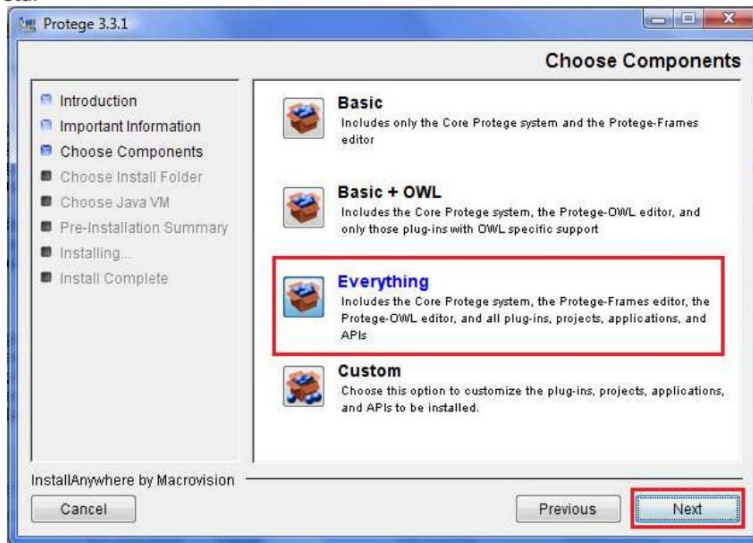 Protege 3.3.1
Choose Components
Introduction
Important Information
Choose Components
Choose Install Folder
Choose Java VM
Pre-Installation Summary
Installing...
Install Complete
Basic
Includes only the Core Protege system and the Protege-Frames
editor
Basic + OWL
Includes the Core Protege system, the Protege-OWL editor, and
only those plug-ins with OWL specific support
Everything
Includes the Core Protege system, the Protege-Frames editor, the
Protege-OWL editor, and all plug-ins, projects, applications, and
APIs
Custom
Choose this option to customize the plug-ins, projects, applications,
and APIs to be installed.
InstallAnywhere by Macrovision
Cancel
Previous
Next